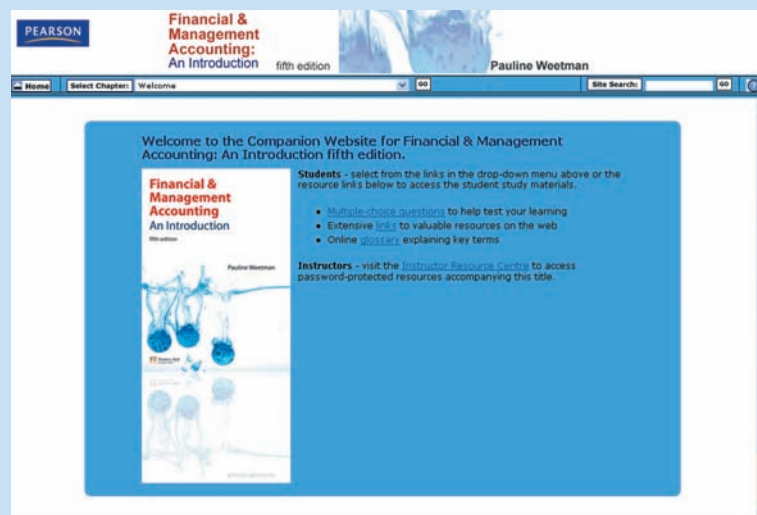 PEARSON
Financial &
Management
Accounting:
An Introduction fifth edition
Pauline Weetman
Home Select Chapter: Welcome GO Site Search: GO
Welcome to the Companion Website for Financial & Management
Accounting: An Introduction fifth edition.
Students - select from the links in the drop-down menu above or the
resource links below to access the student study materials.
• Multiple-choice questions to help test your learning
• Extensive links to valuable resources on the web
• Online glossary explaining key terms
Instructors - visit the Instructor Resource Centre to access
password-protected resources accompanying this title.
Financial &
Management
Accounting
An Introduction
fifth edition
Pauline Weetman